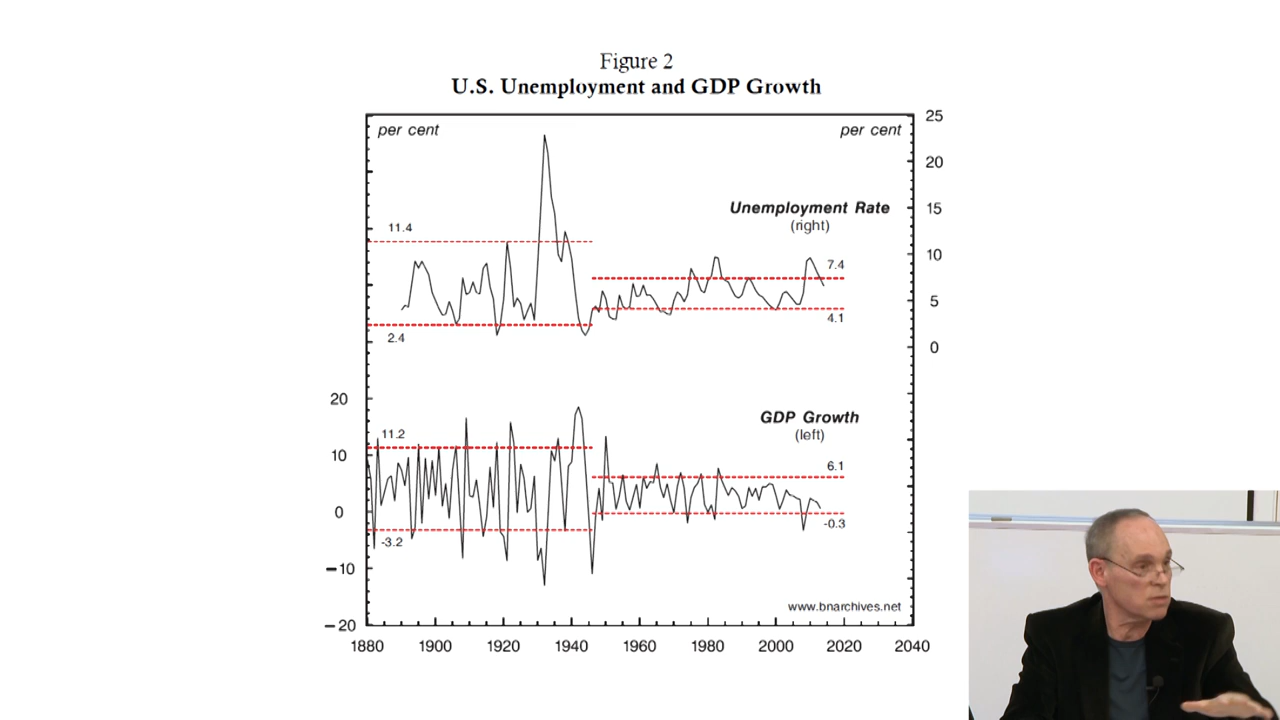 Figure 2
U.S. Unemployment and GDP Growth
per cent
per cent
25
20
15
10
5
0
Unemployment Rate
(right)
11.4
2.4
7.4
4.1
20
10
0
−10
−20
GDP Growth
(left)
11.2
-3.2
6.1
-0.3
www.bnarchives.net
1880 1900 1920 1940 1960 1980 2000 2020 2040